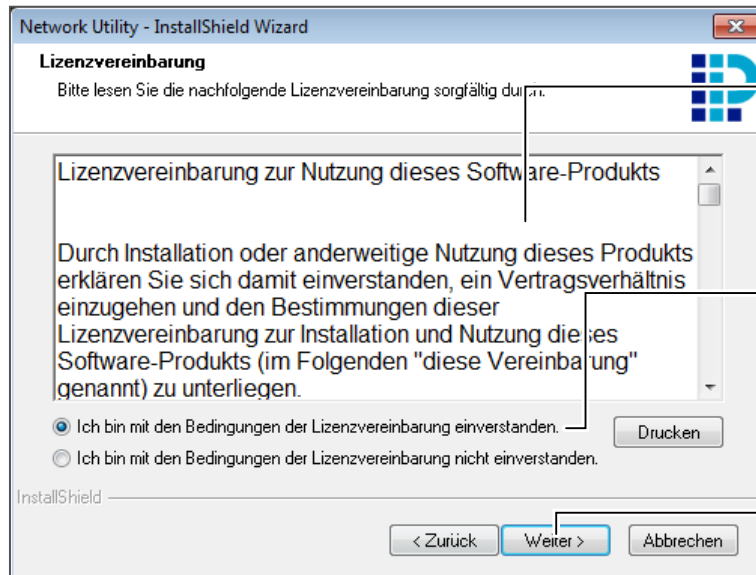 Network Utility - InstallShield Wizard
Lizenzvereinbarung
Bitte lesen Sie die nachfolgende Lizenzvereinbarung sorgfältig durch.
Lizenzvereinbarung zur Nutzung dieses Software-Produkts
Durch Installation oder anderweitige Nutzung dieses Produkts
erklären Sie sich damit einverstanden, ein Vertragsverhältnis
einzugehen und den Bestimmungen dieser
Lizenzvereinbarung zur Installation und Nutzung dieses
Software-Produkts (im Folgenden "diese Vereinbarung"
genannt) zu unterliegen.
Ich bin mit den Bedingungen der Lizenzvereinbarung einverstanden.
Drucken
Ich bin mit den Bedingungen der Lizenzvereinbarung nicht einverstanden.
InstallShield
< Zurück Weiter > Abbrechen